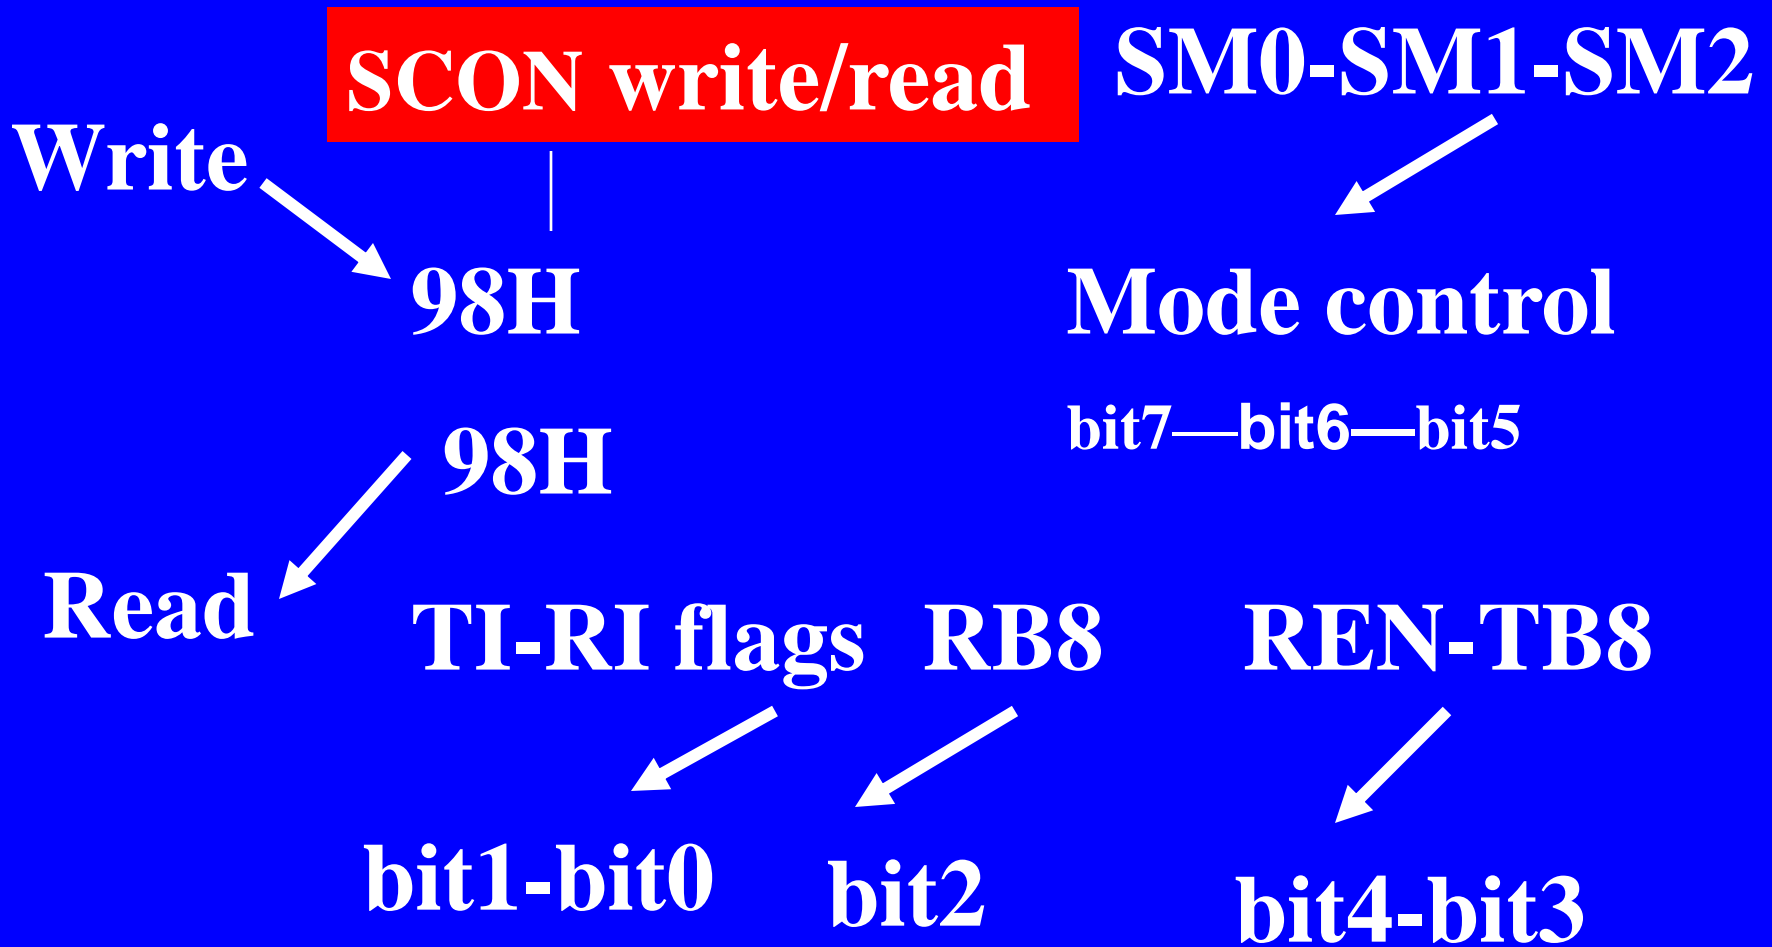 SCON write/read
SM0-SM1-SM2
Write
98H
Mode control
98H
bit7—bit6—bit5
Read
TI-RI flags
RB8
REN-TB8
bit1-bit0
bit2
bit4-bit3